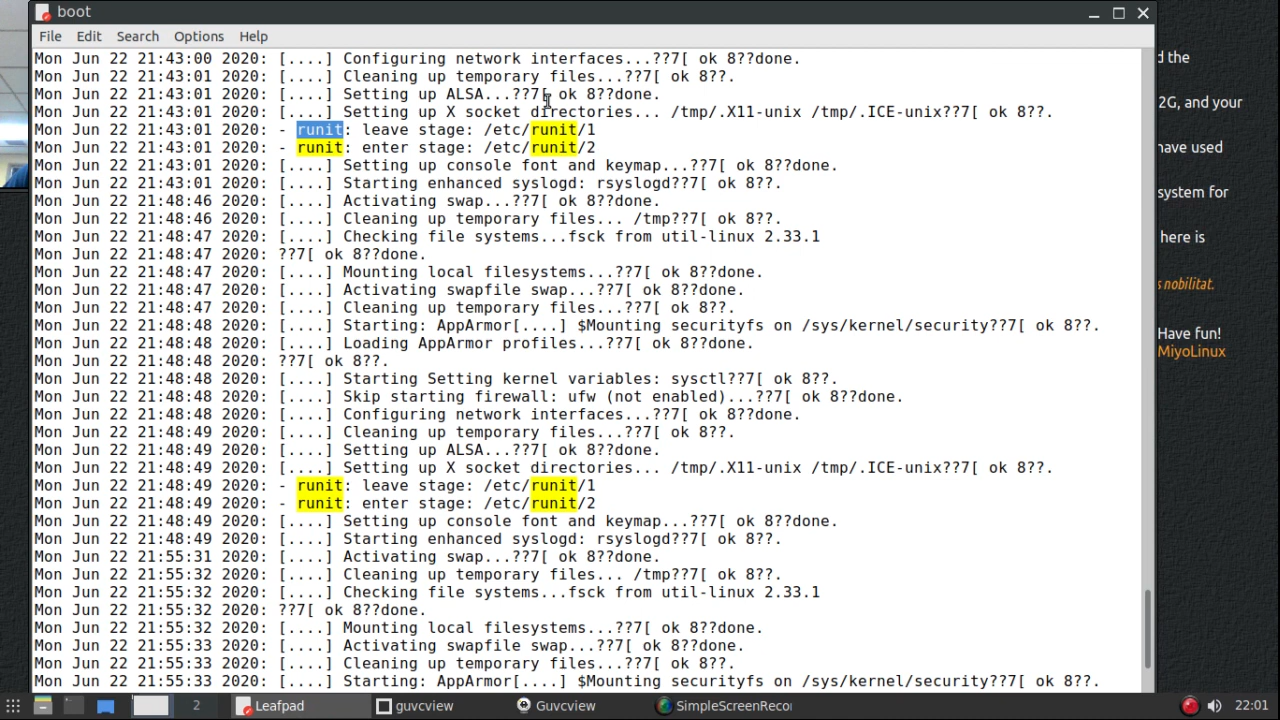 boot
File Edit Search Options Help
Mon Jun 22 21:43:00 2020: [....] Configuring network interfaces...??7[ ok 8??done.
Mon Jun 22 21:43:01 2020: [....] Cleaning up temporary files...??7[ ok 8??.
Mon Jun 22 21:43:01 2020: [....] Setting up ALSA...??7[ ok 8??done.
Mon Jun 22 21:43:01 2020: [....] Setting up X socket directories... /tmp/.X11-unix /tmp/.ICE-unix??7[ ok 8??.
Mon Jun 22 21:43:01 2020: - runit: leave stage: /etc/runit/1
Mon Jun 22 21:43:01 2020: - runit: enter stage: /etc/runit/2
Mon Jun 22 21:43:01 2020: [....] Setting up console font and keymap...??7[ ok 8??done.
Mon Jun 22 21:43:01 2020: [....] Starting enhanced syslogd: rsyslogd??7[ ok 8??.
Mon Jun 22 21:48:46 2020: [....] Activating swap...??7[ ok 8??done.
Mon Jun 22 21:48:46 2020: [....] Cleaning up temporary files... /tmp??7[ ok 8??.
Mon Jun 22 21:48:47 2020: [....] Checking file systems...fsck from util-linux 2.33.1
Mon Jun 22 21:48:47 2020: ??7[ ok 8??done.
Mon Jun 22 21:48:47 2020: [....] Mounting local filesystems...??7[ ok 8??done.
Mon Jun 22 21:48:47 2020: [....] Activating swapfile swap...??7[ ok 8??done.
Mon Jun 22 21:48:47 2020: [....] Cleaning up temporary files...??7[ ok 8??.
Mon Jun 22 21:48:48 2020: [....] Starting: AppArmor[....] $Mounting securityfs on /sys/kernel/security??7[ ok 8??.
Mon Jun 22 21:48:48 2020: [....] Loading AppArmor profiles...??7[ ok 8??done.
Mon Jun 22 21:48:48 2020: ??7[ ok 8??.
Mon Jun 22 21:48:48 2020: [....] Starting Setting kernel variables: sysctl??7[ ok 8??.
Mon Jun 22 21:48:48 2020: [....] Skip starting firewall: ufw (not enabled)...??7[ ok 8??done.
Mon Jun 22 21:48:48 2020: [....] Configuring network interfaces...??7[ ok 8??done.
Mon Jun 22 21:48:49 2020: [....] Cleaning up temporary files...??7[ ok 8??.
Mon Jun 22 21:48:49 2020: [....] Setting up ALSA...??7[ ok 8??done.
Mon Jun 22 21:48:49 2020: [....] Setting up X socket directories... /tmp/.X11-unix /tmp/.ICE-unix??7[ ok 8??.
Mon Jun 22 21:48:49 2020: - runit: leave stage: /etc/runit/1
Mon Jun 22 21:48:49 2020: - runit: enter stage: /etc/runit/2
Mon Jun 22 21:48:49 2020: [....] Setting up console font and keymap...??7[ ok 8??done.
Mon Jun 22 21:48:49 2020: [....] Starting enhanced syslogd: rsyslogd??7[ ok 8??.
Mon Jun 22 21:55:31 2020: [....] Activating swap...??7[ ok 8??done.
Mon Jun 22 21:55:32 2020: [....] Cleaning up temporary files... /tmp??7[ ok 8??.
Mon Jun 22 21:55:32 2020: [....] Checking file systems...fsck from util-linux 2.33.1
Mon Jun 22 21:55:32 2020: ??7[ ok 8??done.
Mon Jun 22 21:55:32 2020: [....] Mounting local filesystems...??7[ ok 8??done.
Mon Jun 22 21:55:33 2020: [....] Activating swapfile swap...??7[ ok 8??done.
Mon Jun 22 21:55:33 2020: [....] Cleaning up temporary files...??7[ ok 8??.
Mon Jun 22 21:55:33 2020: [....] Starting: AppArmor[....] $Mounting securityfs on /sys/kernel/security??7[ ok 8??.
d the
2G, and your
have used
system for
here is
s nobilitat.
Have fun!
MiyoLinux
2 Leafpad guvcview Guvcview SimpleScreenReco 22:01